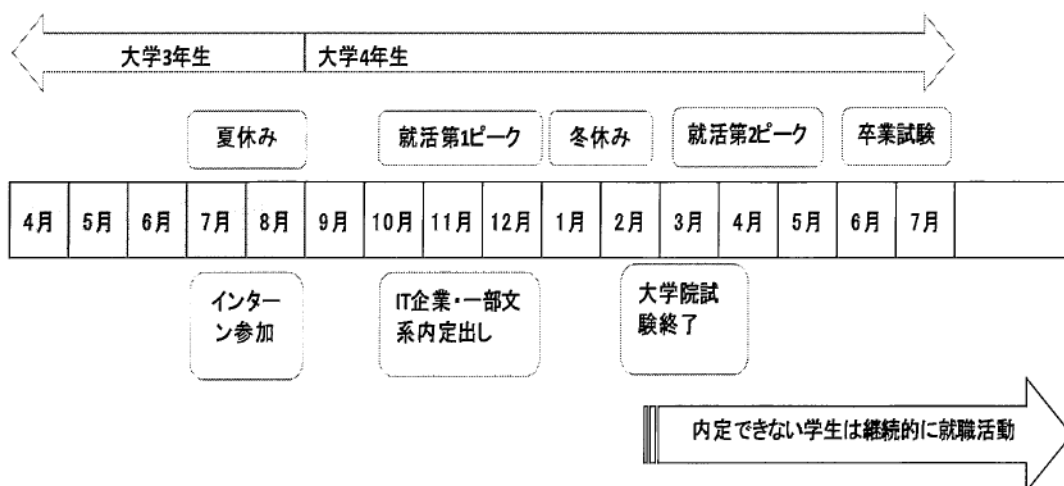 大学3年生
大学4年生
夏休み
就活第1ピーク
冬休み
就活第2ピーク
卒業試験
4月
5月
6月
7月
8月
9月
10月
11月
12月
1月
2月
3月
4月
5月
6月
7月
インター
ン参加
IT企業・一部文
系内定出し
大学院試
験終了
内定できない学生は継続的に就職活動